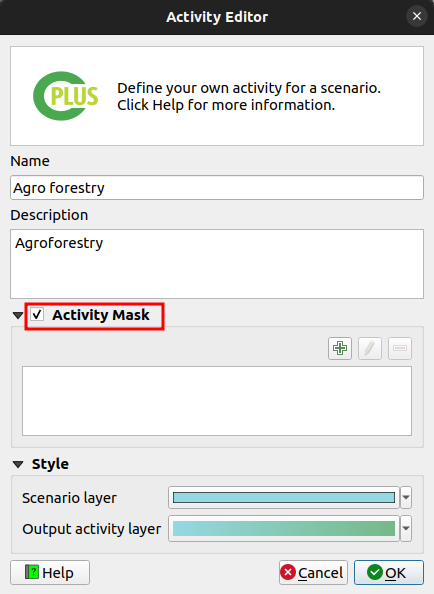 Activity Editor
CPLUS
Define your own activity for a scenario.
Click Help for more information.
Name
Agro forestry
Description
Agroforestry
Activity Mask
Style
Scenario layer
Output activity layer
? Help
Cancel
OK